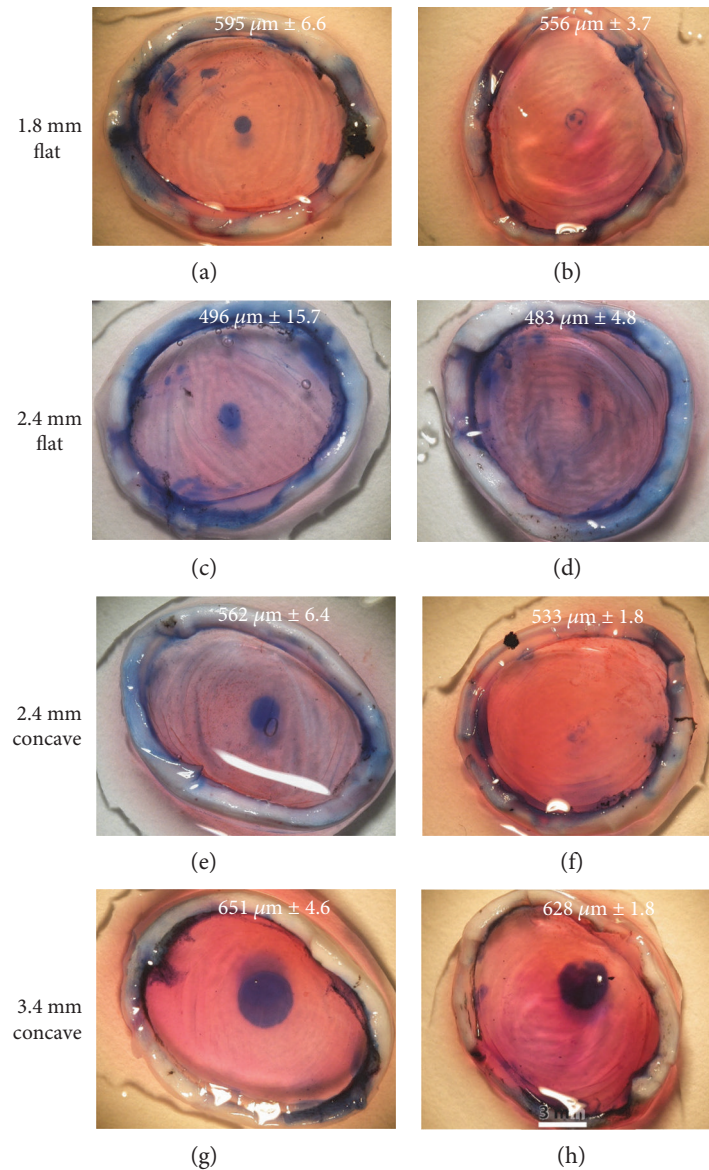 595 μm ± 6.6
556 μm ± 3.7
1.8 mm
flat
(a)
(b)
496 μm ± 15.7
483 μm ± 4.8
2.4 mm
flat
(c)
(d)
562 μm ± 6.4
533 μm ± 1.8
2.4 mm
concave
(e)
(f)
651 μm ± 4.6
628 μm ± 1.8
3.4 mm
concave
3 mm
(g)
(h)